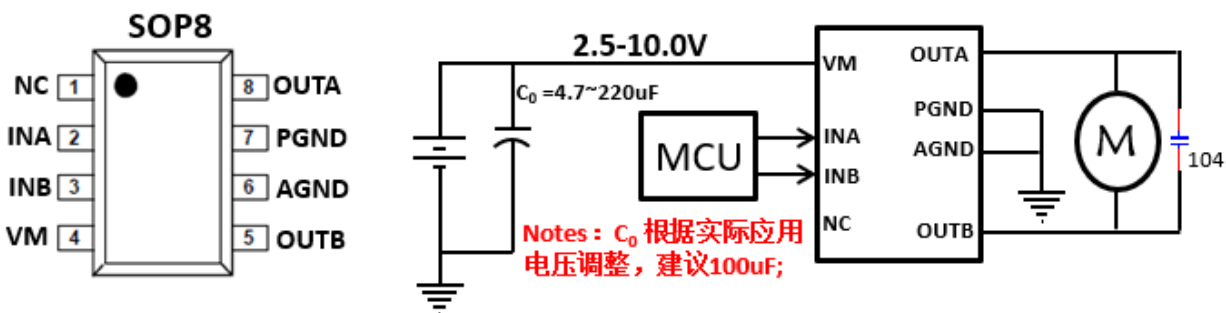 SOP8
NC 1
INA 2
INB 3
VM 4
8 OUTA
7 PGND
6 AGND
5 OUTB
2.5-10.0V
C₀ =4.7~220uF
MCU
VM
INA
INB
NC
OUTA
PGND
AGND
OUTB
M
104
Notes：C₀ 根据实际应用
电压调整，建议100uF;